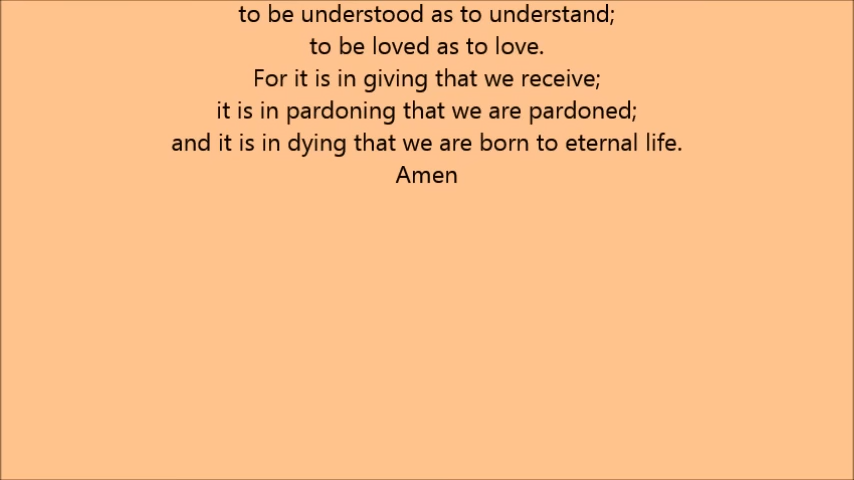 to be understood as to understand;
to be loved as to love.
For it is in giving that we receive;
it is in pardoning that we are pardoned;
and it is in dying that we are born to eternal life.
Amen